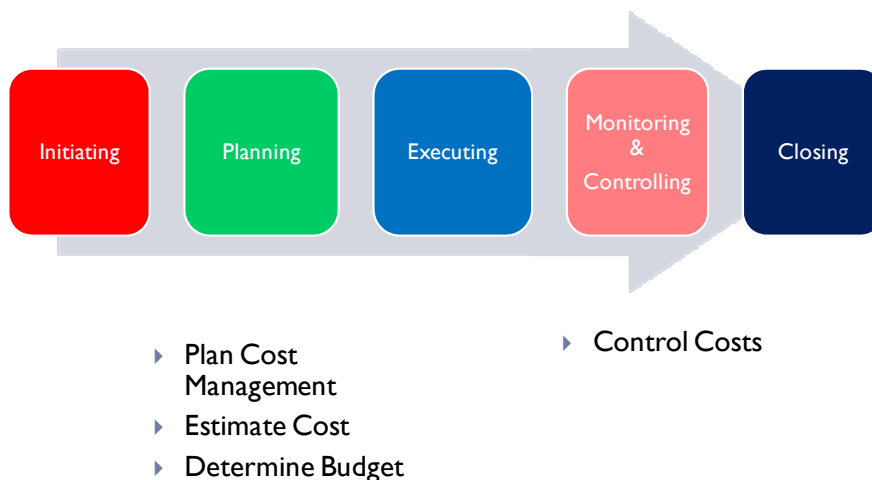 Initiating
Planning
Executing
Monitoring
&
Controlling
Closing
Plan Cost
Management
Estimate Cost
Determine Budget
Control Costs